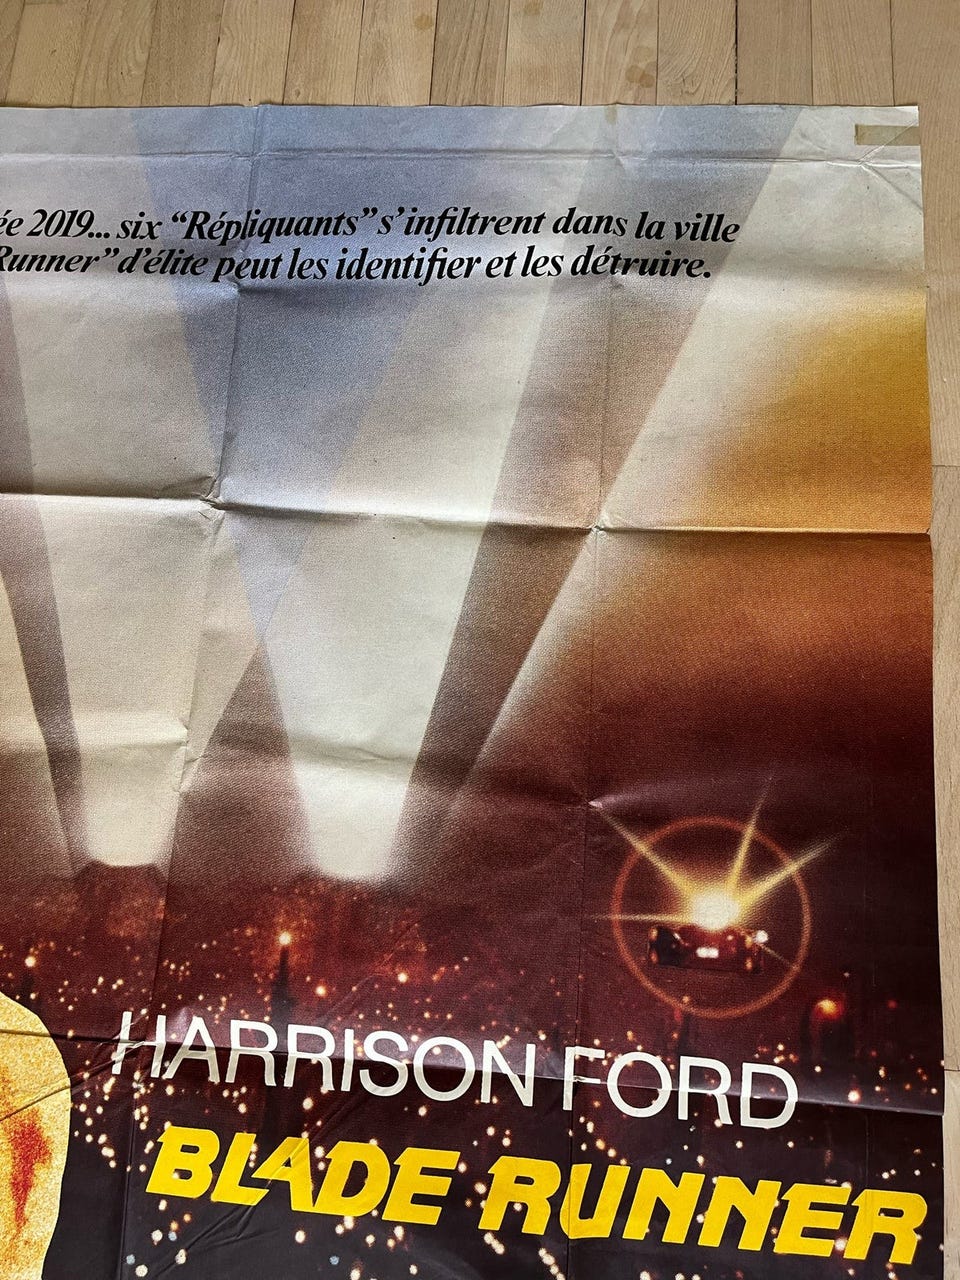 ée 2019... six “Répliquants” s’infiltrent dans la ville
Runner” d’élite peut les identifier et les détruire.
HARRISON FORD
BLADE RUNNER